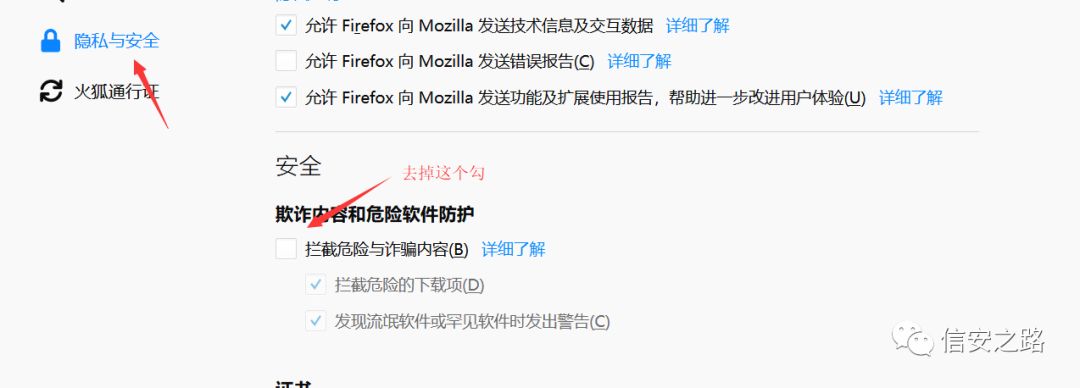 允许 Firefox 向 Mozilla 发送技术信息及交互数据 详细了解
隐私与安全
允许 Firefox 向 Mozilla 发送错误报告(C) 详细了解
火狐通行证
允许 Firefox 向 Mozilla 发送功能及扩展使用报告，帮助进一步改进用户体验(U) 详细了解
安全
去掉这个勾
欺诈内容和危险软件防护
拦截危险与诈骗内容(B) 详细了解
拦截危险的下载项(D)
发现流氓软件或罕见软件时发出警告(C)
信安之路
证书